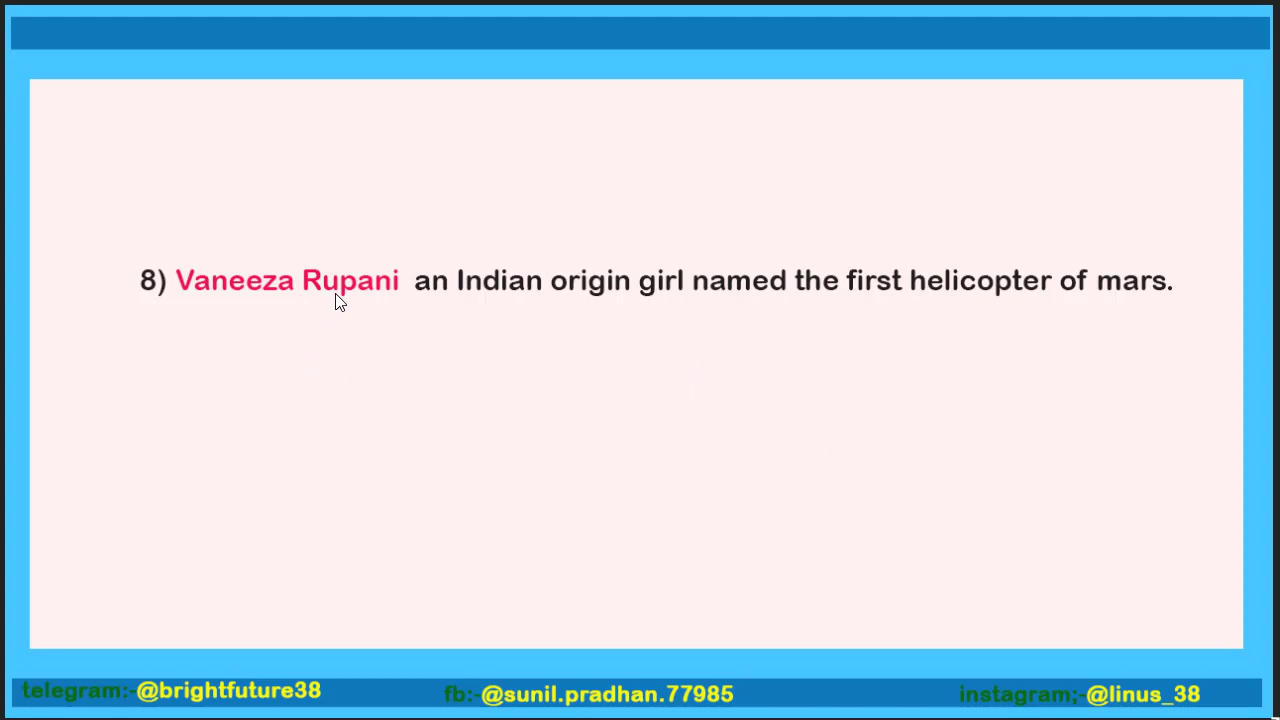 8) Vaneeza Rupani an Indian origin girl named the first helicopter of mars.
telegram:-@brightfuture38 fb:-@sunil.pradhan.77985 instagram;-@linus_38